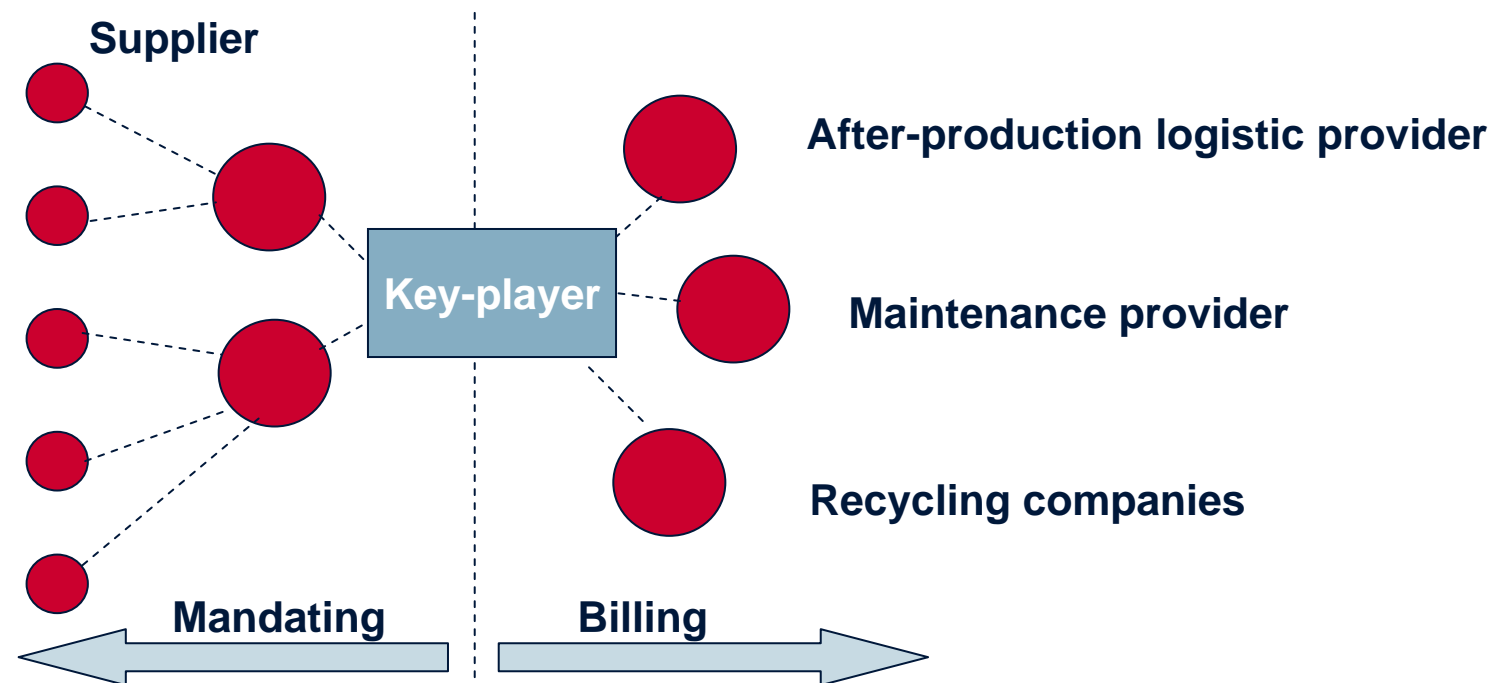 Supplier
After-production logistic provider
Key-player
Maintenance provider
Recycling companies
Mandating
Billing